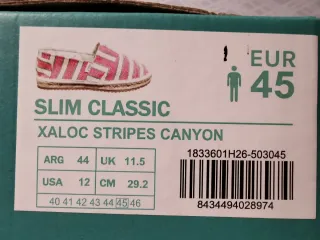 EUR
45
SLIM CLASSIC
XALOC STRIPES CANYON
ARG 44 UK 11.5
USA 12 CM 29.2
40 41 42 43 44 45 46
1833601H26-503045
8434494028974